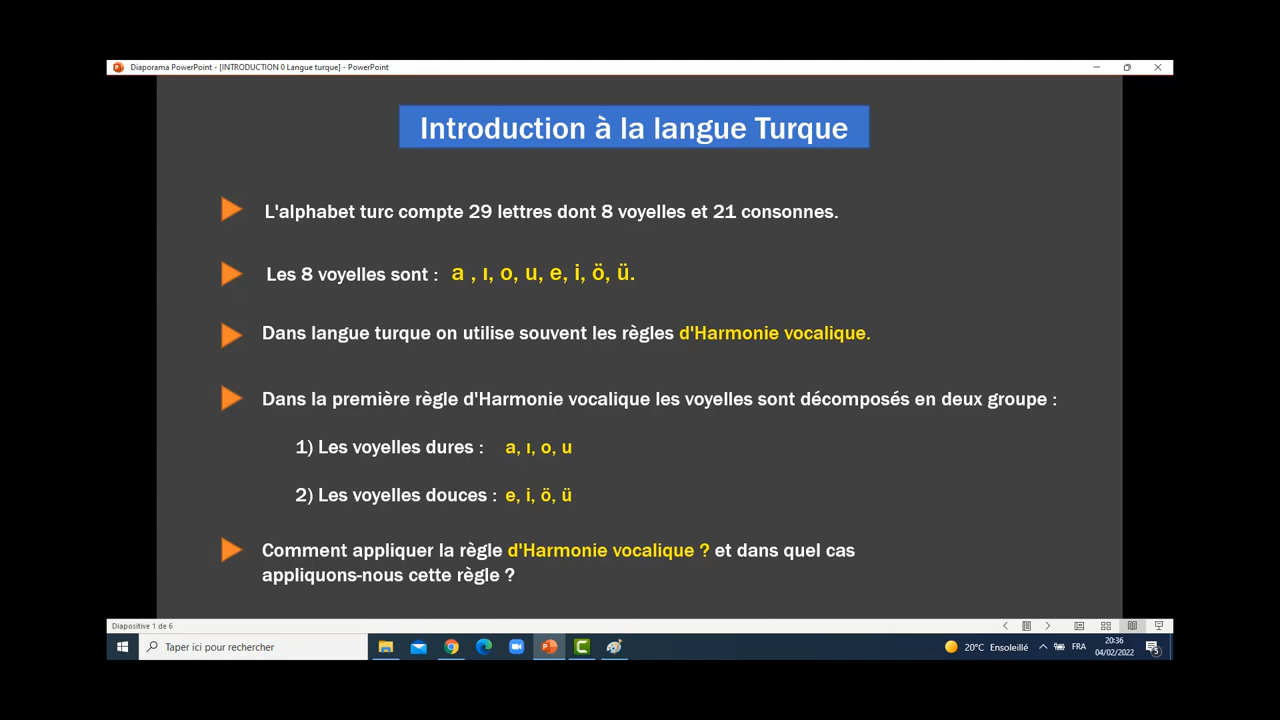 Diaporama PowerPoint - [INTRODUCTION 0 Langue turque] - PowerPoint
Introduction à la langue Turque
L'alphabet turc compte 29 lettres dont 8 voyelles et 21 consonnes.
Les 8 voyelles sont : a , ı, o, u, e, i, ö, ü.
Dans langue turque on utilise souvent les règles d'Harmonie vocalique.
Dans la première règle d'Harmonie vocalique les voyelles sont décomposés en deux groupe :
1) Les voyelles dures : a, ı, o, u
2) Les voyelles douces : e, i, ö, ü
Comment appliquer la règle d'Harmonie vocalique ? et dans quel cas
appliquons-nous cette règle ?
Diapositive 1 de 6
Taper ici pour rechercher
20°C Ensoleillé
FRA
20:36
04/02/2022
5